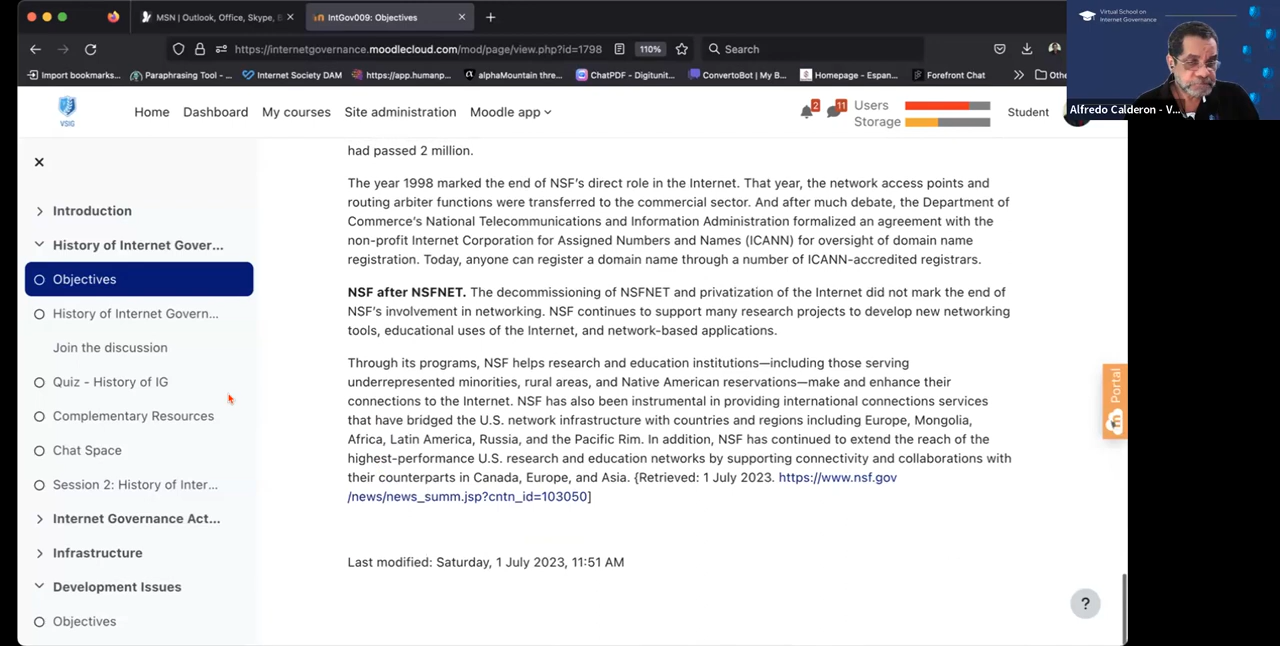 MSN | Outlook, Office, Skype, B
IntGov009: Objectives
https://internetgovernance.moodlecloud.com/mod/page/view.php?id=1798
110%
Search
Import bookmarks...
Paraphrasing Tool - ...
Internet Society DAM
https://app.humanp...
alphaMountain thre...
ChatPDF - Digitunit...
ConvertoBot | My B...
Homepage - Espan...
Forefront Chat
Othe
Virtual School on
Internet Governance
Alfredo Calderon - V...
VSIG
Home
Dashboard
My courses
Site administration
Moodle app
2
11
Users
Storage
Student
Introduction
History of Internet Gover...
Objectives
History of Internet Govern...
Join the discussion
Quiz - History of IG
Complementary Resources
Chat Space
Session 2: History of Inter...
Internet Governance Act...
Infrastructure
Development Issues
Objectives
had passed 2 million.
The year 1998 marked the end of NSF's direct role in the Internet. That year, the network access points and
routing arbiter functions were transferred to the commercial sector. And after much debate, the Department of
Commerce's National Telecommunications and Information Administration formalized an agreement with the
non-profit Internet Corporation for Assigned Numbers and Names (ICANN) for oversight of domain name
registration. Today, anyone can register a domain name through a number of ICANN-accredited registrars.
NSF after NSFNET. The decommissioning of NSFNET and privatization of the Internet did not mark the end of
NSF's involvement in networking. NSF continues to support many research projects to develop new networking
tools, educational uses of the Internet, and network-based applications.
Through its programs, NSF helps research and education institutions—including those serving
underrepresented minorities, rural areas, and Native American reservations—make and enhance their
connections to the Internet. NSF has also been instrumental in providing international connections services
that have bridged the U.S. network infrastructure with countries and regions including Europe, Mongolia,
Africa, Latin America, Russia, and the Pacific Rim. In addition, NSF has continued to extend the reach of the
highest-performance U.S. research and education networks by supporting connectivity and collaborations with
their counterparts in Canada, Europe, and Asia. {Retrieved: 1 July 2023. https://www.nsf.gov
/news/news_summ.jsp?cntn_id=103050]
Last modified: Saturday, 1 July 2023, 11:51 AM
Portal
?